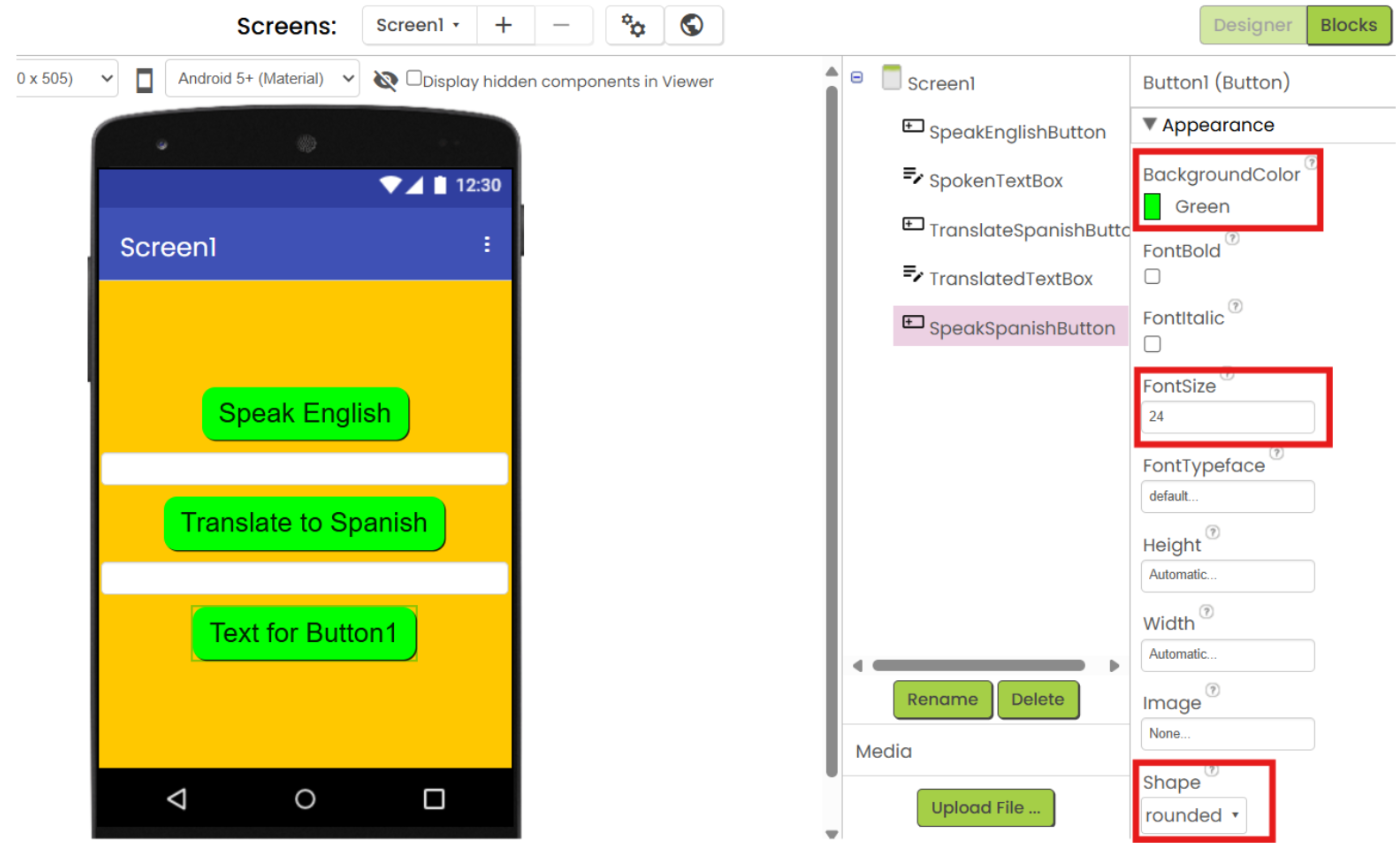 Screens:
Screen1
Designer
Blocks
0 x 505)
Android 5+ (Material)
Display hidden components in Viewer
12:30
Screen1
Speak English
Translate to Spanish
Text for Button1
Screen1
SpeakEnglishButton
SpokenTextBox
TranslateSpanishButto
TranslatedTextBox
SpeakSpanishButton
Rename
Delete
Media
Upload File ...
Button1 (Button)
Appearance
BackgroundColor ?
Green
FontBold ?
FontItalic ?
FontSize ?
24
FontTypeface ?
default...
Height ?
Automatic...
Width ?
Automatic...
Image ?
None...
Shape ?
rounded